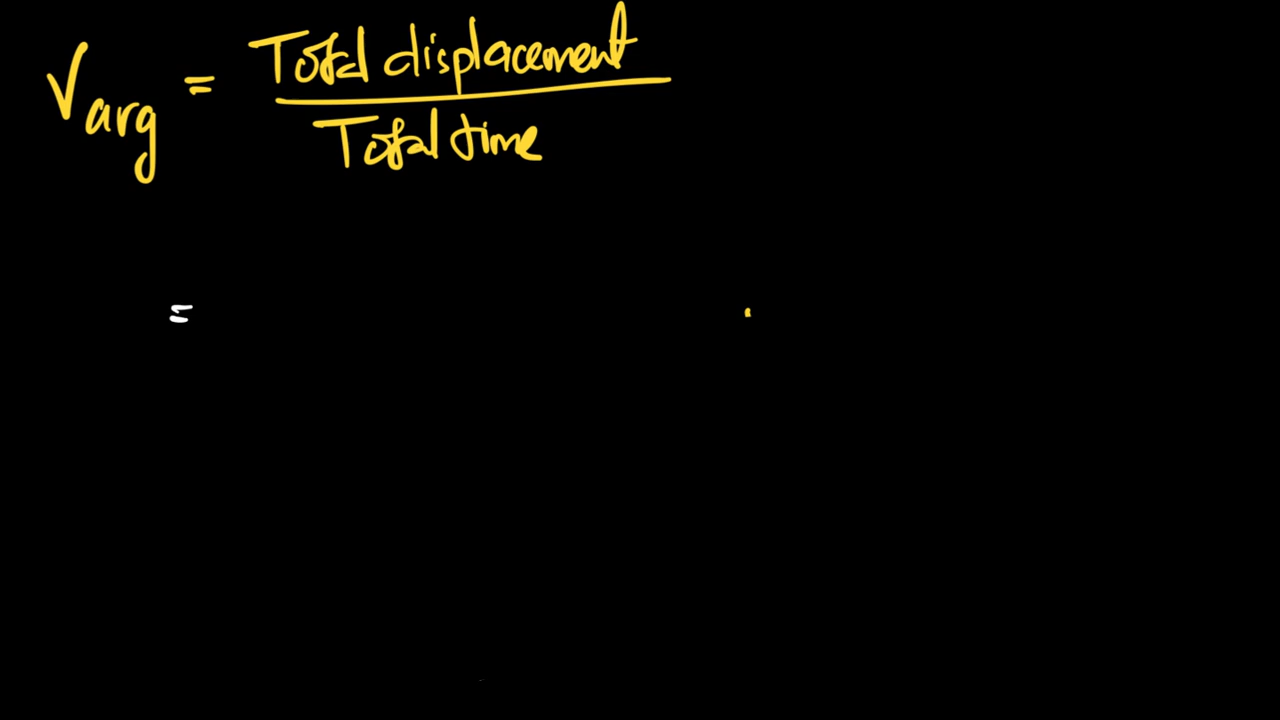 Varg = Total displacement
Total time
=